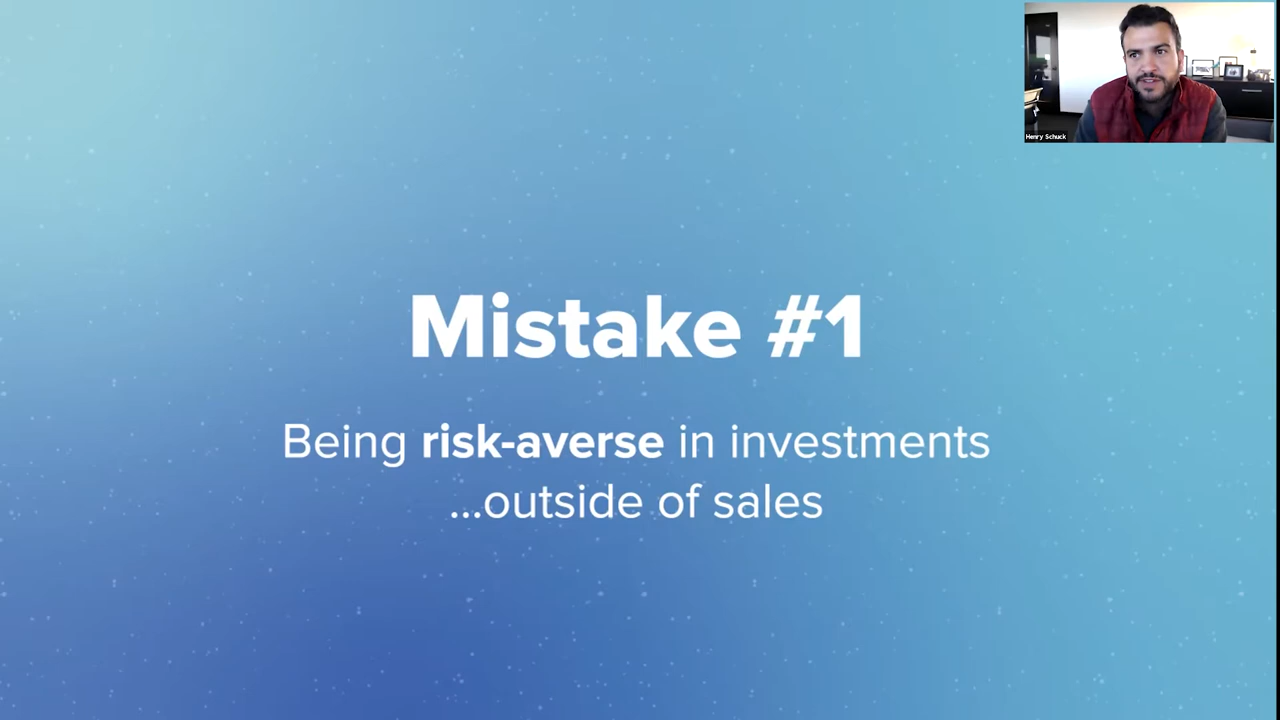 Henry Schuck
Mistake #1
Being risk-averse in investments
...outside of sales